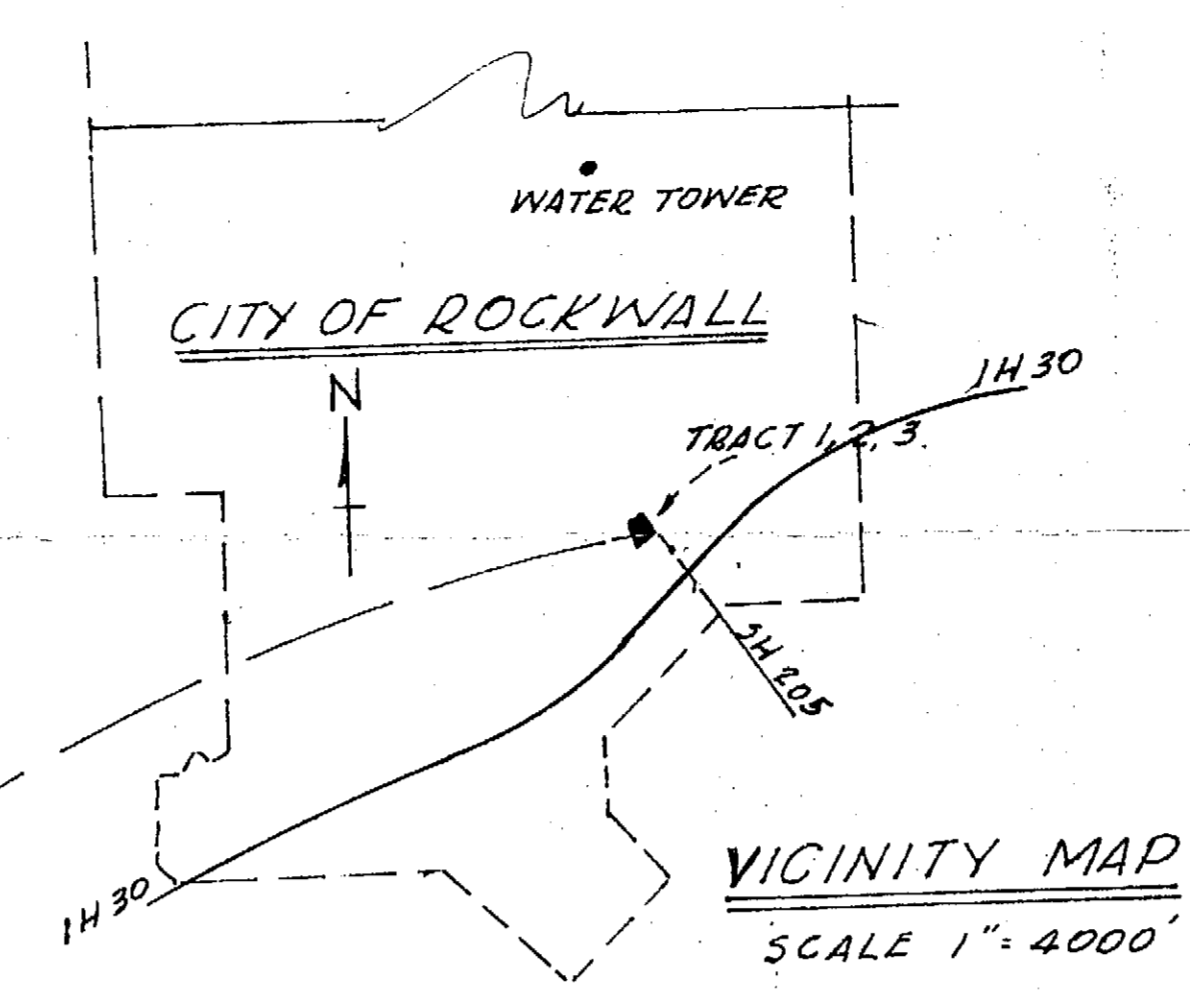 WATER TOWER
CITY OF ROCKWALL
N
IH 30
TRACT 1, 2, 3.
SH 205
IH 30
VICINITY MAP
SCALE 1" = 4000'